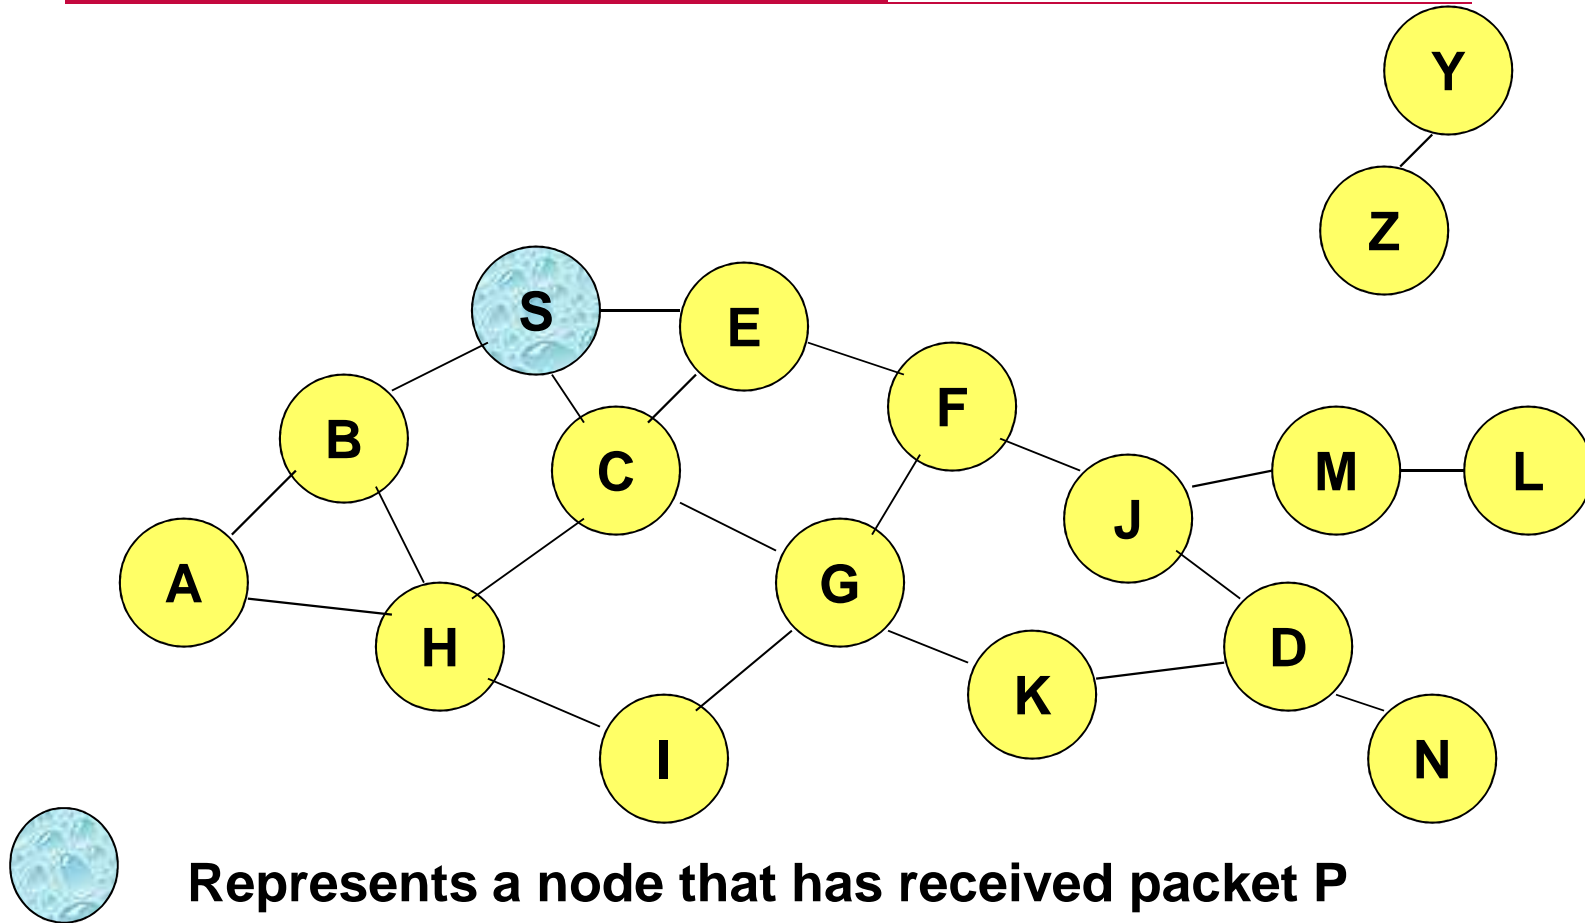 Y
Z
S
E
F
B
C
M
L
J
A
G
H
D
K
I
N
Represents a node that has received packet P